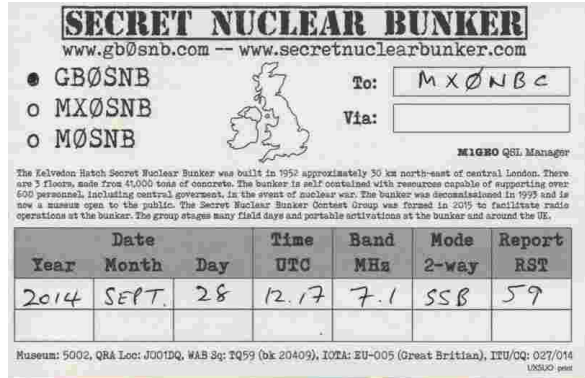 SECRET NUCLEAR BUNKER
www.gb0snb.com -- www.secretnuclearbunker.com
GBØSNB
To: MXØNBC
MXØSNB
Via:
MØSNB
M1GEO QSL Manager
The Kelvedon Hatch Secret Nuclear Bunker was built in 1952 approximately 30 km north-east of central London. There
are 3 floors, made from 41,000 tons of concrete. The bunker is self contained with resources capable of supporting over
600 personnel, including central goverment, in the event of nuclear war. The bunker was decommissioned in 1993 and is
now a museum open to the public. The Secret Nuclear Bunker Contest Group was formed in 2013 to facilitate radio
operations at the bunker. The group stages many field days and portable activations at the bunker and around the UK.
Date Time Band Mode Report
Year Month Day UTC MHz 2-way RST
2014 SEPT. 28 12.17 7.1 SSB 59
Museum: 5002, QRA Loc: JO01DQ, WAB Sq: TQ59 (bk 20409), IOTA: EU-005 (Great Britian), ITU/CQ: 027/014
UX5UO print